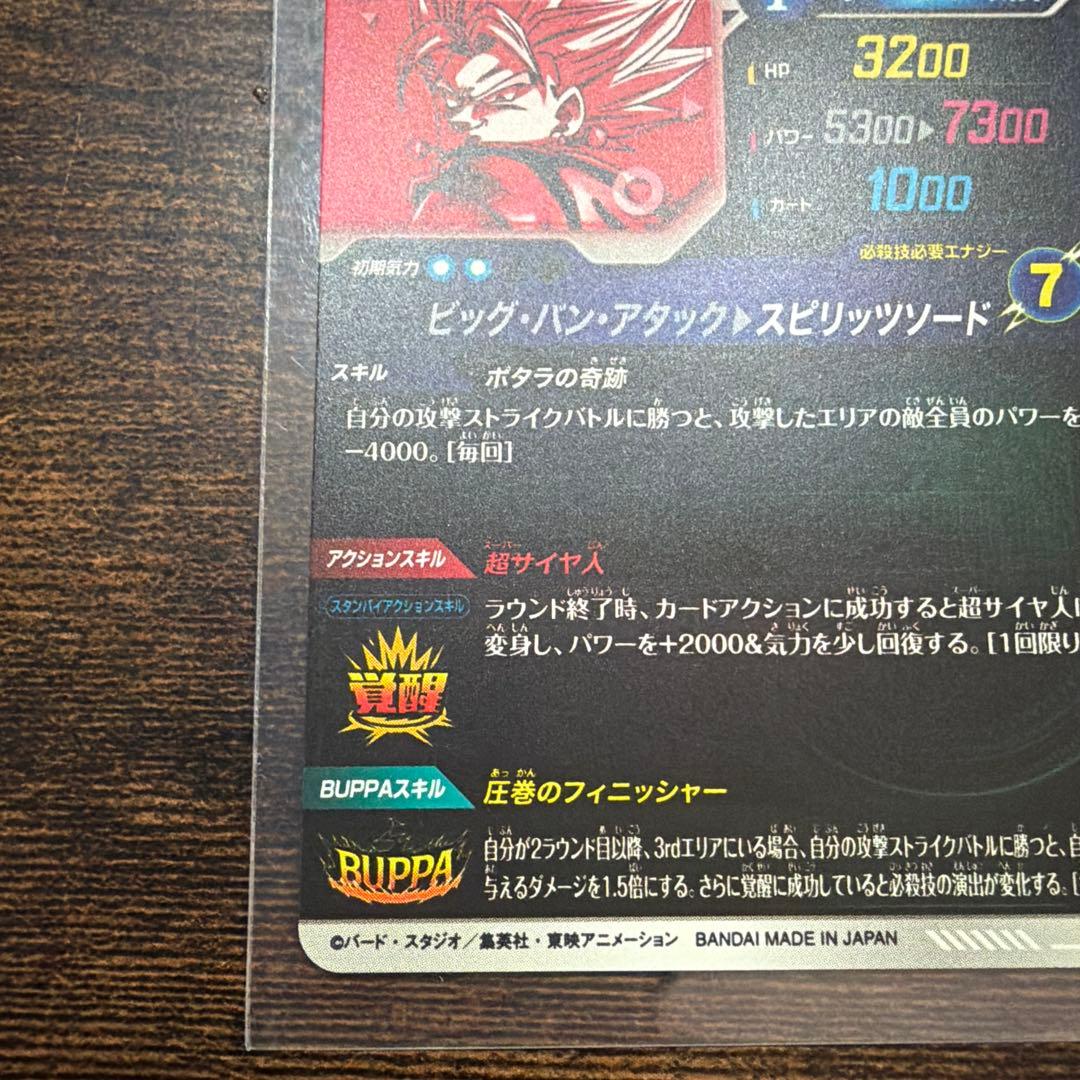 HP 3200
パワー 5300▶7300
カード 1000
初期気力
必殺技必要エナジー
7
ビッグ・バン・アタック▶スピリッツソード
スキル ポタラの奇跡
自分の攻撃ストライクバトルに勝つと、攻撃したエリアの敵全員のパワーを
-4000。[毎回]
アクションスキル 超サイヤ人
スタンバイアクションスキル
ラウンド終了時、カードアクションに成功すると超サイヤ人に
変身し、パワーを+2000&気力を少し回復する。[1回限り
覚醒
BUPPAスキル 圧巻のフィニッシャー
BUPPA
自分が2ラウンド目以降、3rdエリアにいる場合、自分の攻撃ストライクバトルに勝つと、
与えるダメージを1.5倍にする。さらに覚醒に成功していると必殺技の演出が変化する。[
©バード・スタジオ／集英社・東映アニメーション BANDAI MADE IN JAPAN